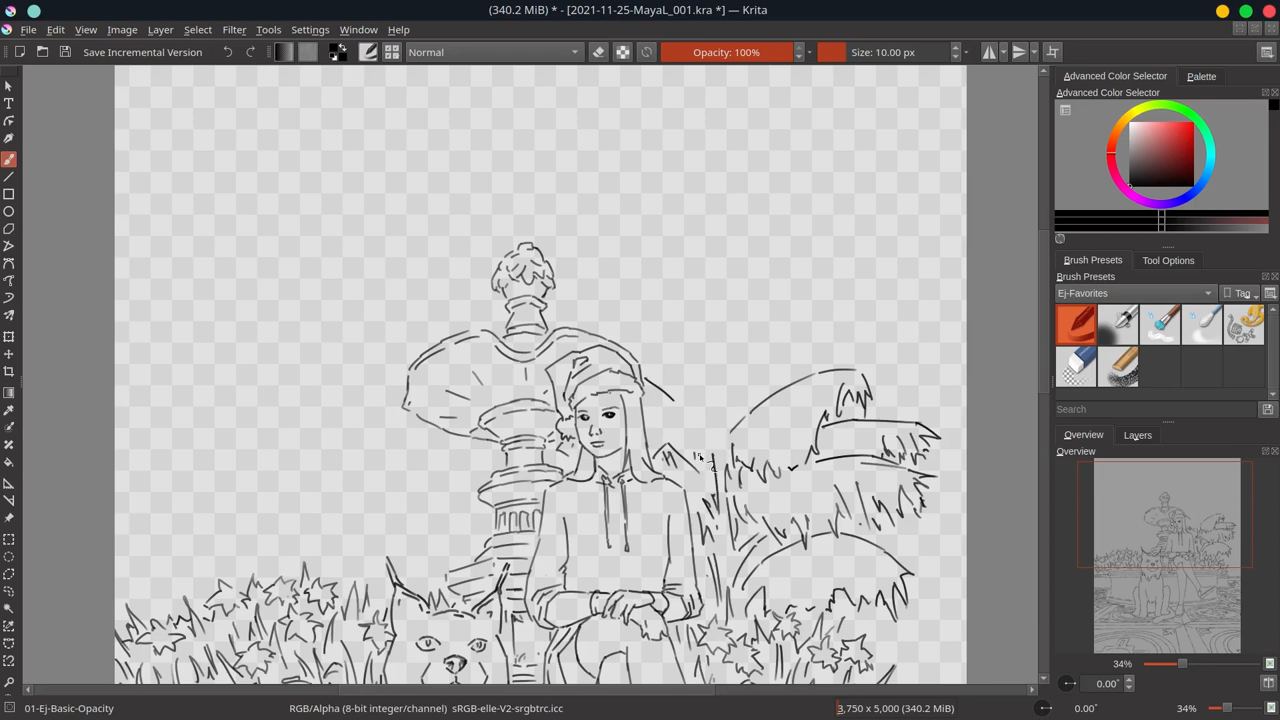 (340.2 MiB) * - [2021-11-25-MayaL_001.kra *] — Krita
File Edit View Image Layer Select Filter Tools Settings Window Help
Save Incremental Version Normal Opacity: 100% Size: 10.00 px
Advanced Color Selector Palette
Advanced Color Selector
Brush Presets Tool Options
Brush Presets
Ej-Favorites Tag
Search
Overview Layers
Overview
34%
0.00°
01-Ej-Basic-Opacity RGB/Alpha (8-bit integer/channel) sRGB-elle-V2-srgbtrc.icc 3,750 x 5,000 (340.2 MiB) 0.00° 34%